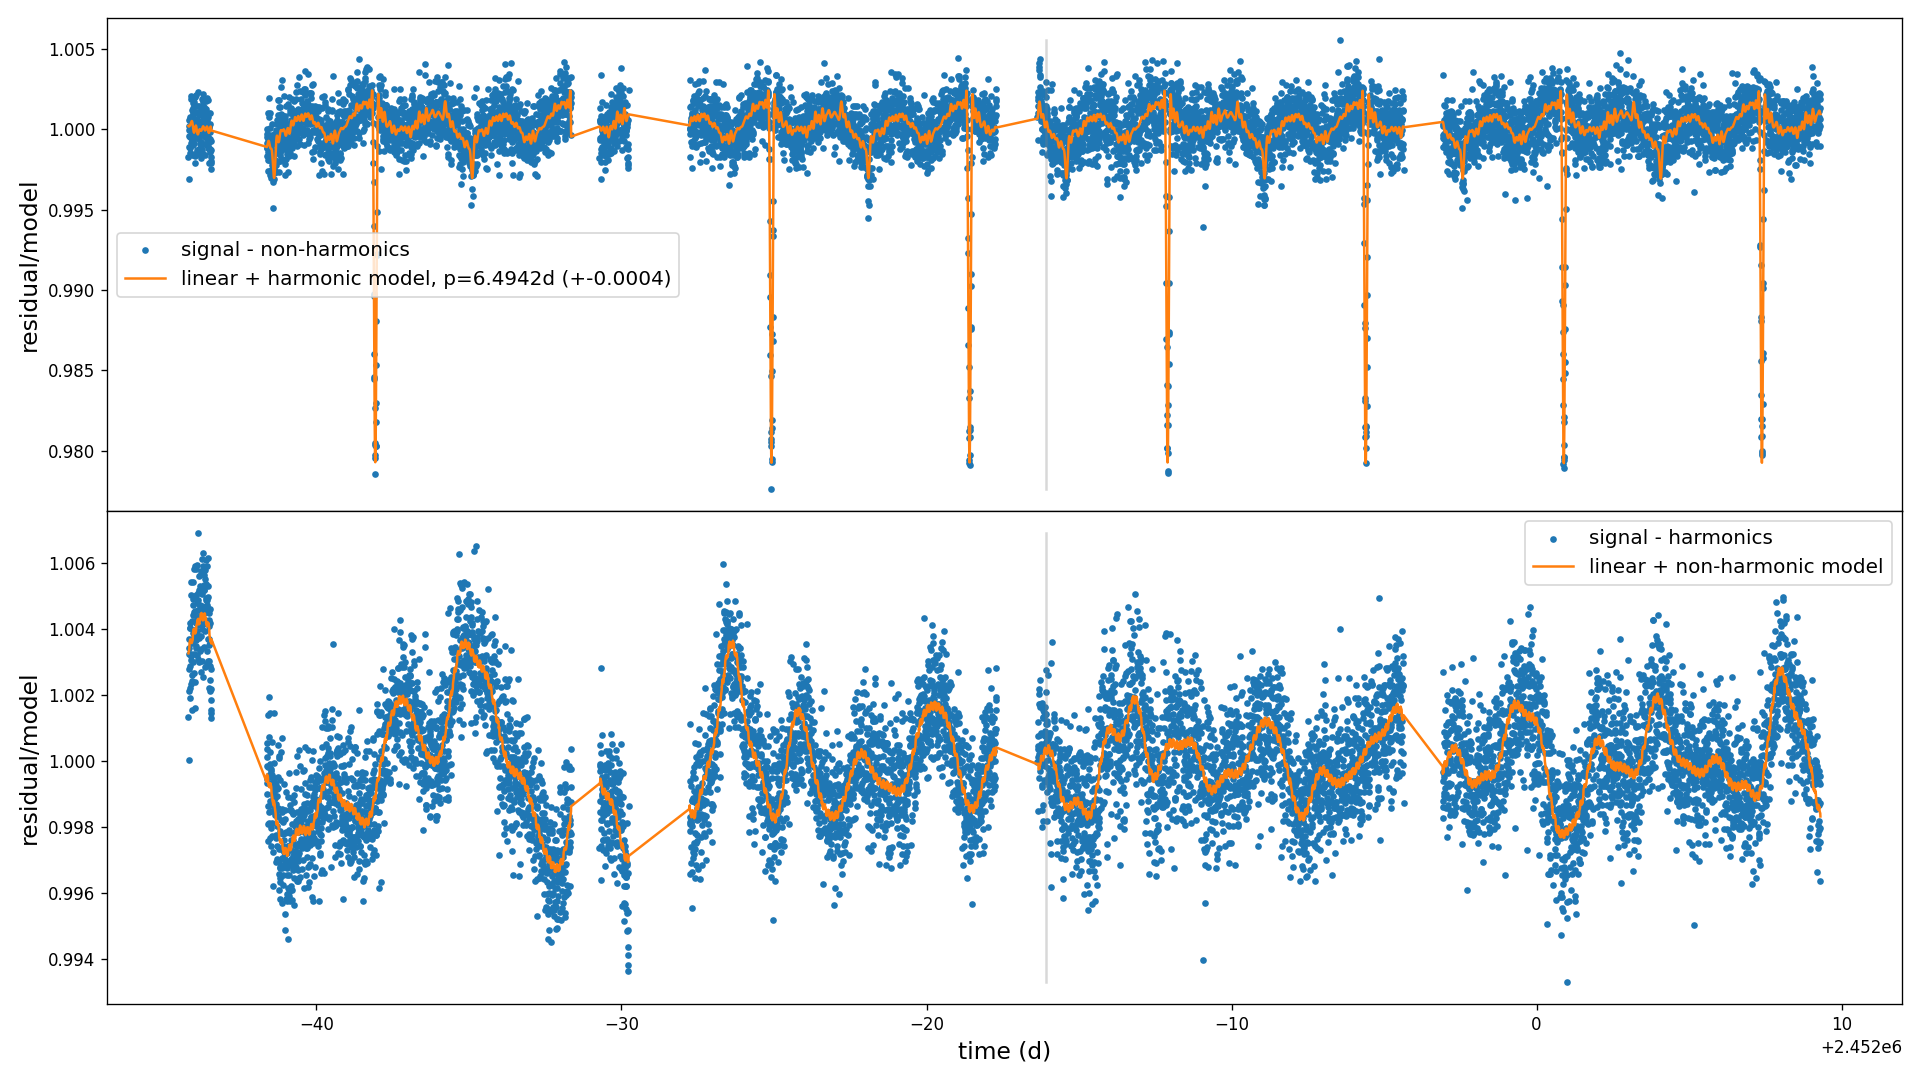 1.005
1.000
0.995
0.990
0.985
0.980
residual/model
signal - non-harmonics
linear + harmonic model, p=6.4942d (+-0.0004)
1.006
1.004
1.002
1.000
0.998
0.996
0.994
residual/model
signal - harmonics
linear + non-harmonic model
−40
−30
−20
−10
0
10
time (d)
+2.452e6